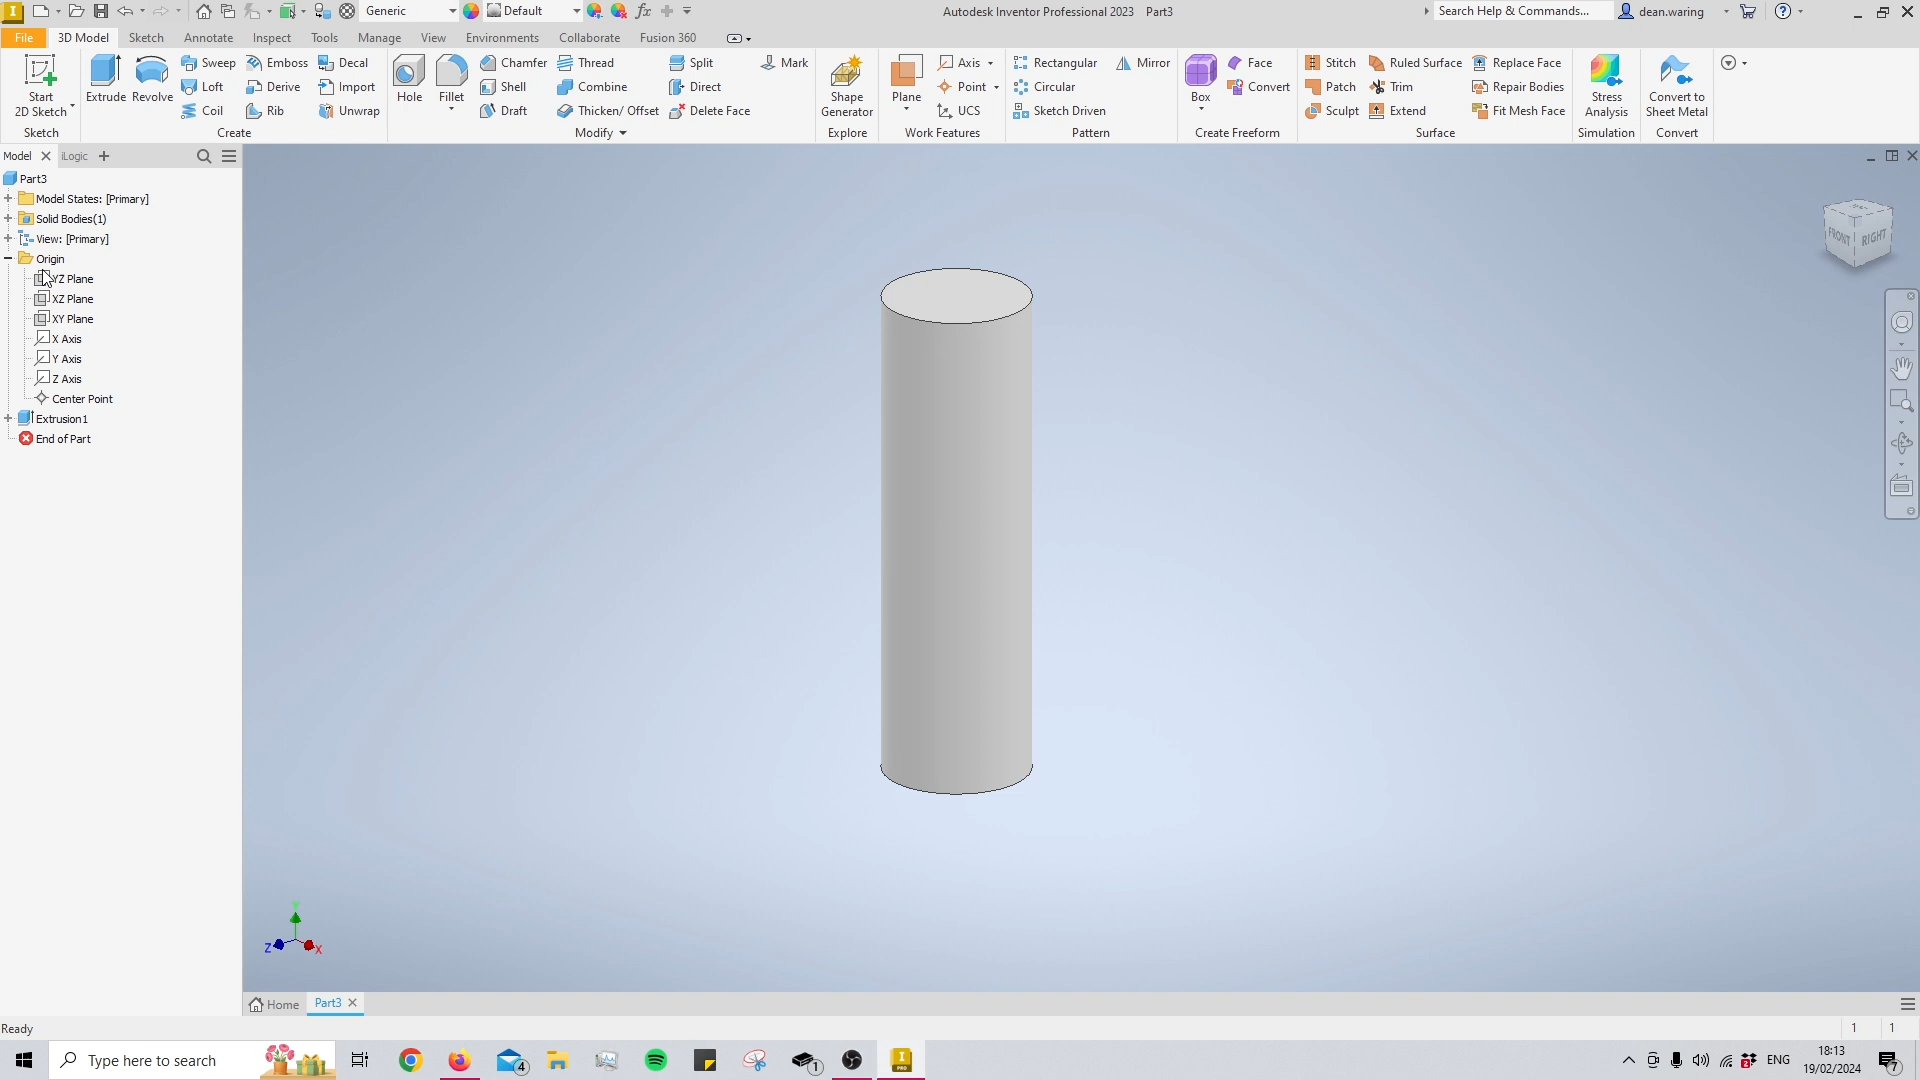 Generic Default fx Autodesk Inventor Professional 2023 Part3 Search Help & Commands... dean.waring
File 3D Model Sketch Annotate Inspect Tools Manage View Environments Collaborate Fusion 360
Start 2D Sketch
Sketch
Extrude Revolve
Sweep Emboss Decal
Loft Derive Import
Coil Rib Unwrap
Create
Hole Fillet
Chamfer Thread Split Mark
Shell Combine Direct
Draft Thicken/ Offset Delete Face
Modify
Shape Generator
Explore
Plane
Axis
Point
UCS
Work Features
Rectangular Mirror
Circular
Sketch Driven
Pattern
Box
Face
Convert
Create Freeform
Stitch Ruled Surface Replace Face
Patch Trim Repair Bodies
Sculpt Extend Fit Mesh Face
Surface
Stress Analysis
Simulation
Convert to Sheet Metal
Convert
Model iLogic
Part3
Model States: [Primary]
Solid Bodies(1)
View: [Primary]
Origin
YZ Plane
XZ Plane
XY Plane
X Axis
Y Axis
Z Axis
Center Point
Extrusion1
End of Part
FRONT RIGHT
Z X
Home Part3
Ready 1 1
Type here to search 4 1 PRO 2 ENG 18:13
19/02/2024 7